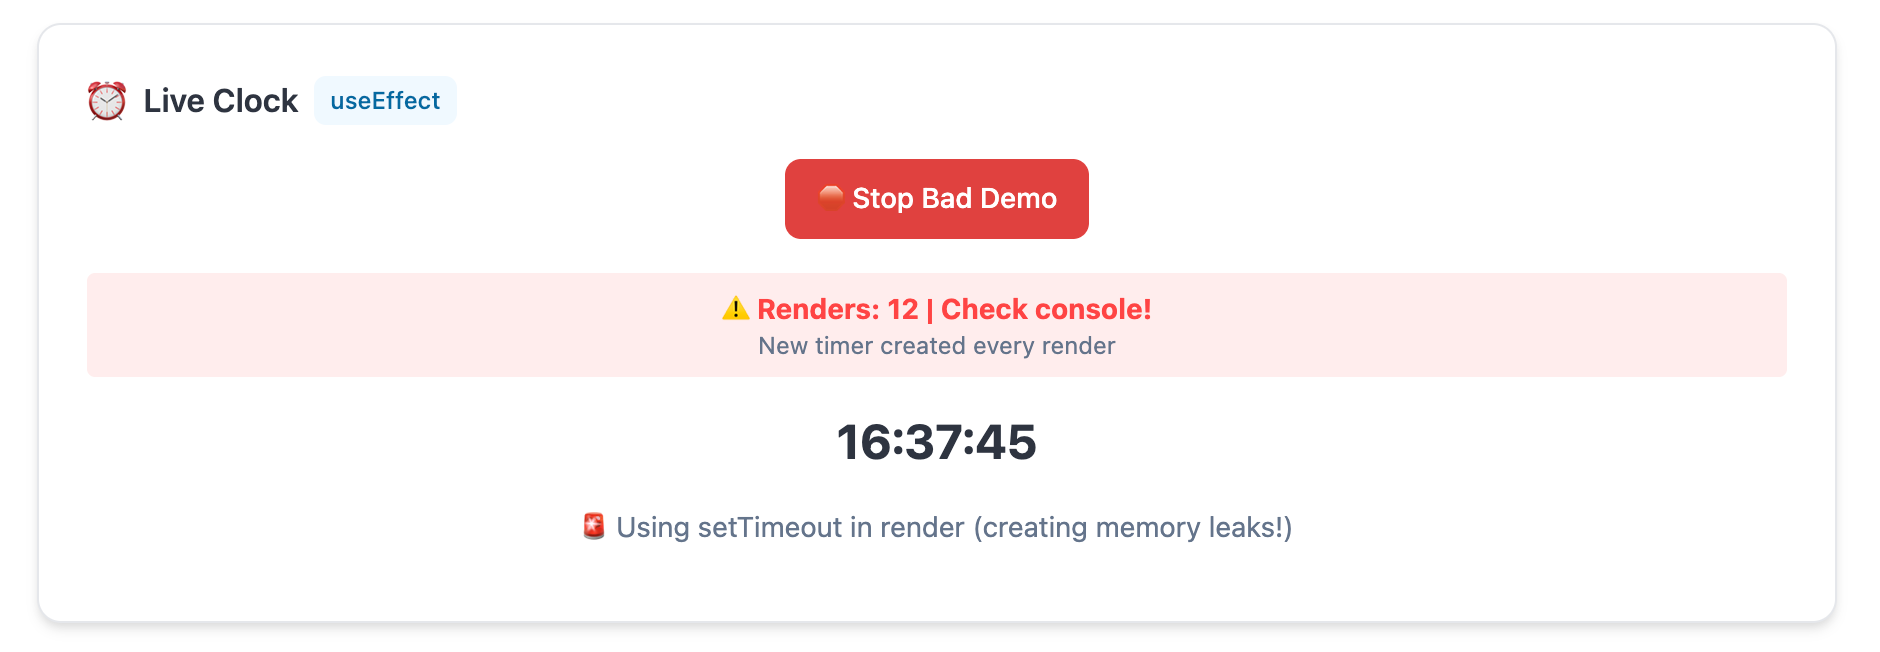 ⏰ Live Clock useEffect
🛑 Stop Bad Demo
⚠️ Renders: 12 | Check console!
New timer created every render
16:37:45
🚨 Using setTimeout in render (creating memory leaks!)